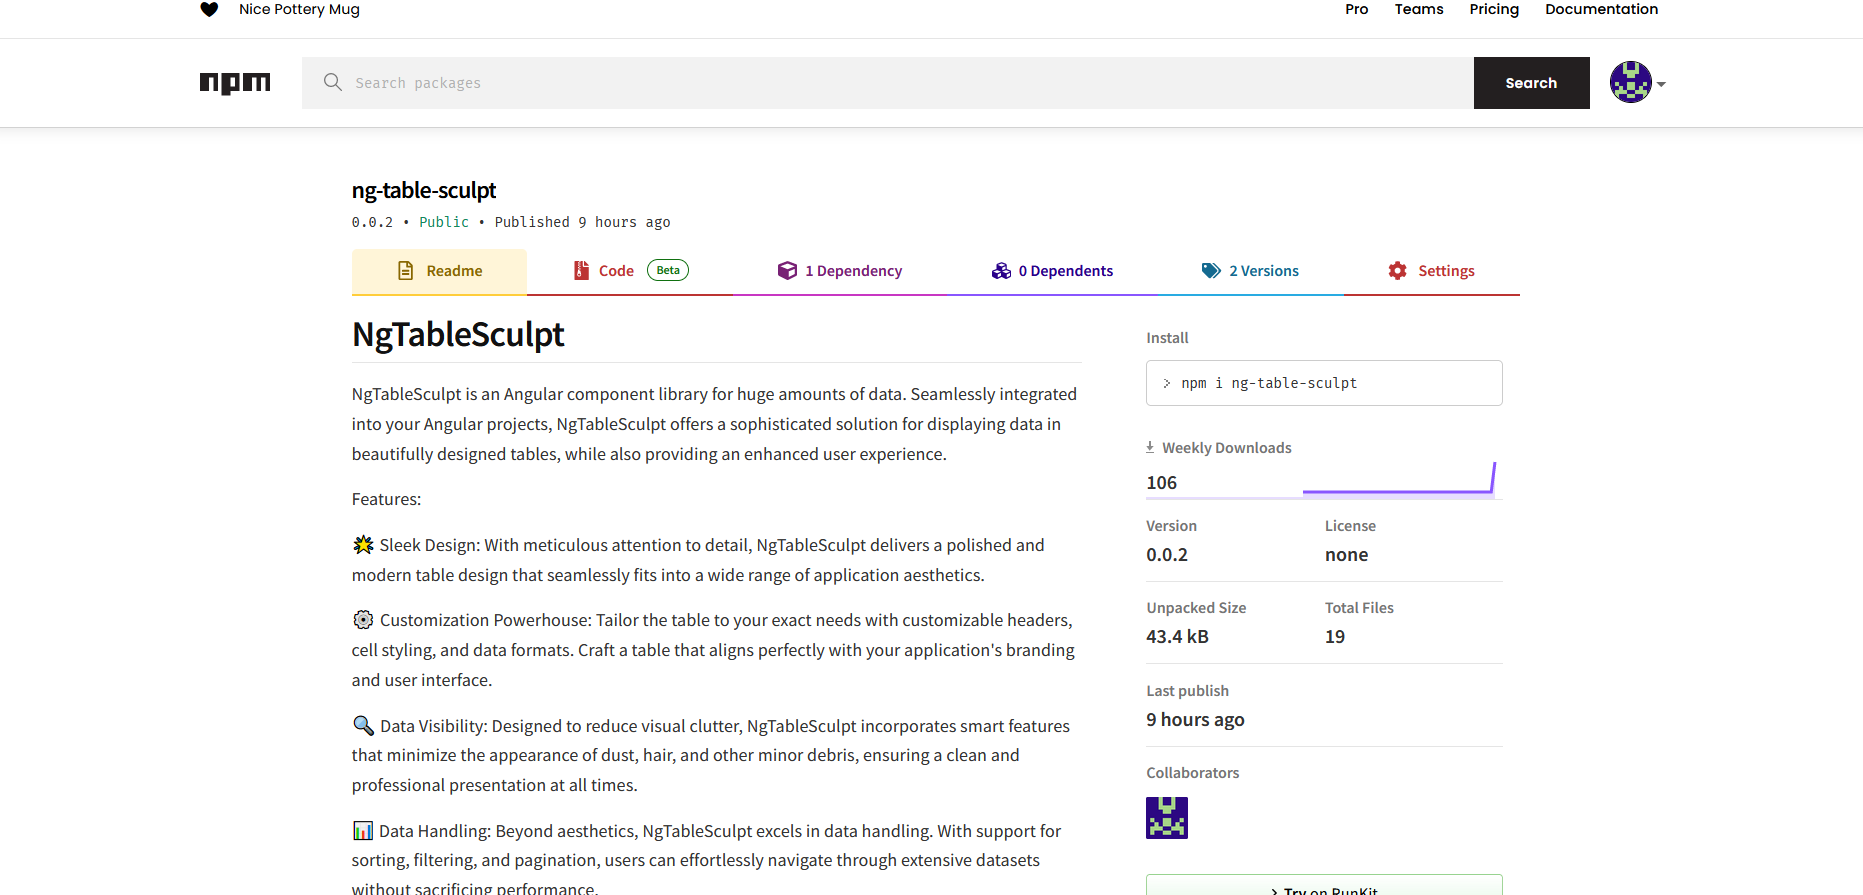 Nice Pottery Mug
Pro Teams Pricing Documentation
npm
Search packages
Search
ng-table-sculpt
0.0.2 • Public • Published 9 hours ago
Readme
Code Beta
1 Dependency
0 Dependents
2 Versions
Settings
NgTableSculpt
NgTableSculpt is an Angular component library for huge amounts of data. Seamlessly integrated
into your Angular projects, NgTableSculpt offers a sophisticated solution for displaying data in
beautifully designed tables, while also providing an enhanced user experience.
Features:
🌟 Sleek Design: With meticulous attention to detail, NgTableSculpt delivers a polished and
modern table design that seamlessly fits into a wide range of application aesthetics.
⚙️ Customization Powerhouse: Tailor the table to your exact needs with customizable headers,
cell styling, and data formats. Craft a table that aligns perfectly with your application's branding
and user interface.
🔍 Data Visibility: Designed to reduce visual clutter, NgTableSculpt incorporates smart features
that minimize the appearance of dust, hair, and other minor debris, ensuring a clean and
professional presentation at all times.
📊 Data Handling: Beyond aesthetics, NgTableSculpt excels in data handling. With support for
sorting, filtering, and pagination, users can effortlessly navigate through extensive datasets
without sacrificing performance.
Install
> npm i ng-table-sculpt
Weekly Downloads
106
Version License
0.0.2 none
Unpacked Size Total Files
43.4 kB 19
Last publish
9 hours ago
Collaborators
Try on RunKit